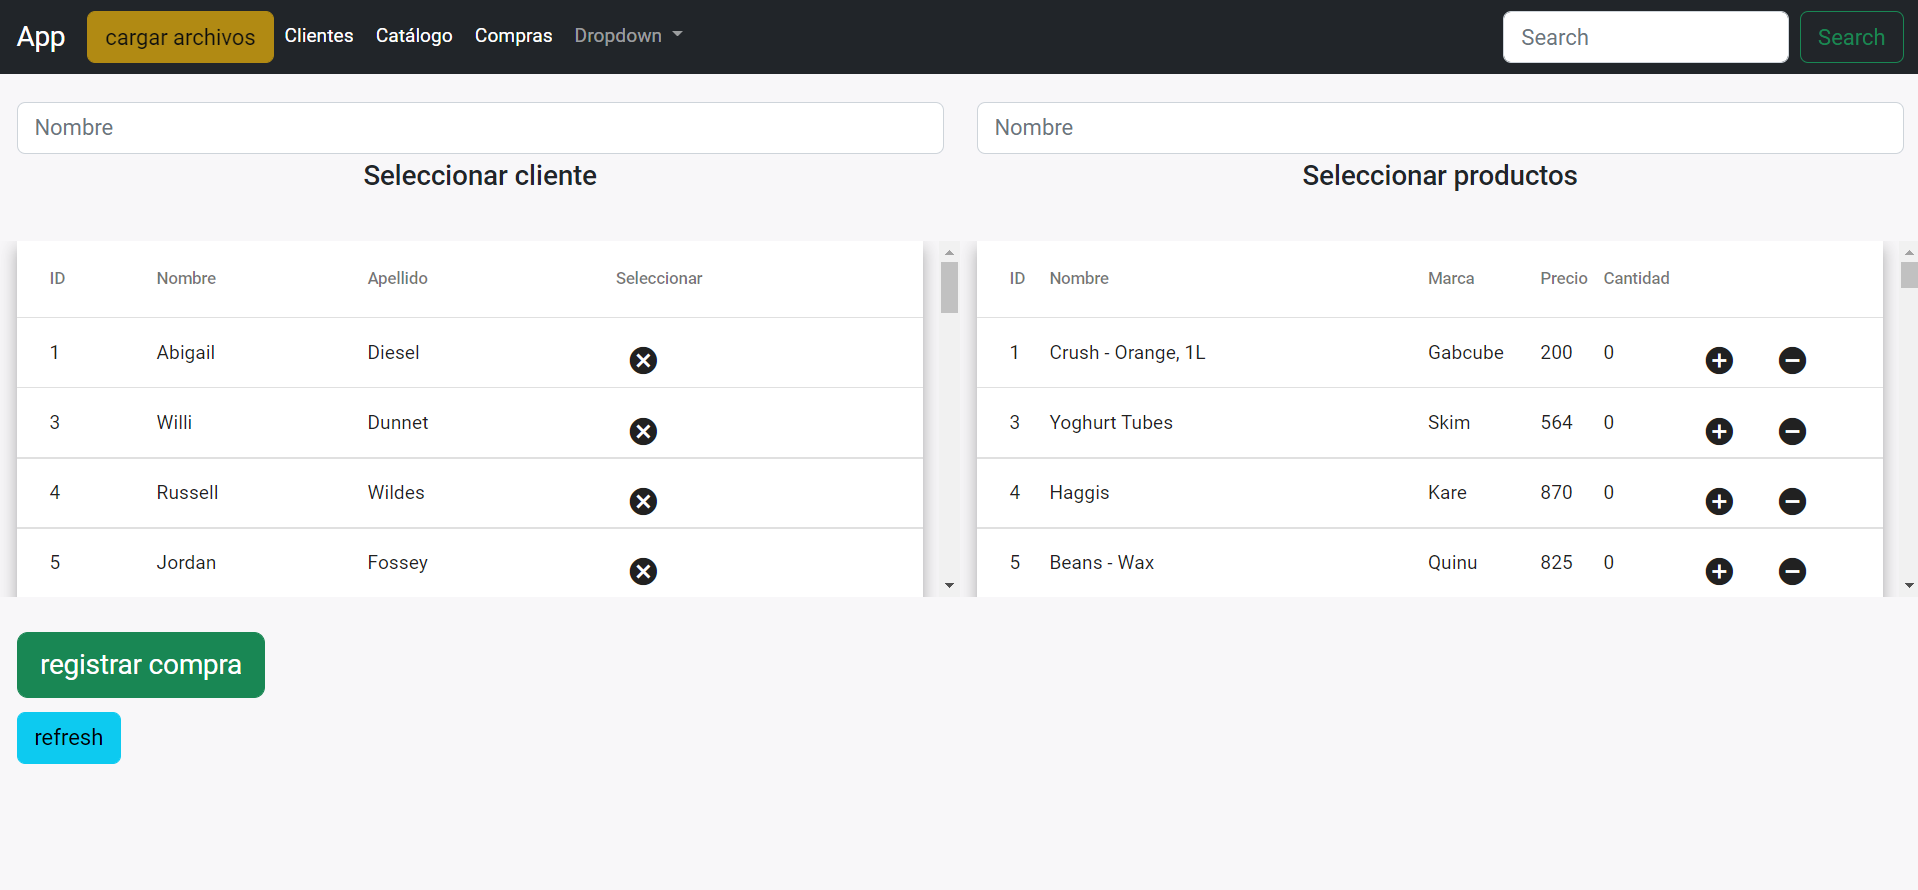 App cargar archivos Clientes Catálogo Compras Dropdown Search Search
Nombre
Seleccionar cliente
ID Nombre Apellido Seleccionar
1 Abigail Diesel
3 Willi Dunnet
4 Russell Wildes
5 Jordan Fossey
Nombre
Seleccionar productos
ID Nombre Marca Precio Cantidad
1 Crush - Orange, 1L Gabcube 200 0
3 Yoghurt Tubes Skim 564 0
4 Haggis Kare 870 0
5 Beans - Wax Quinu 825 0
registrar compra
refresh